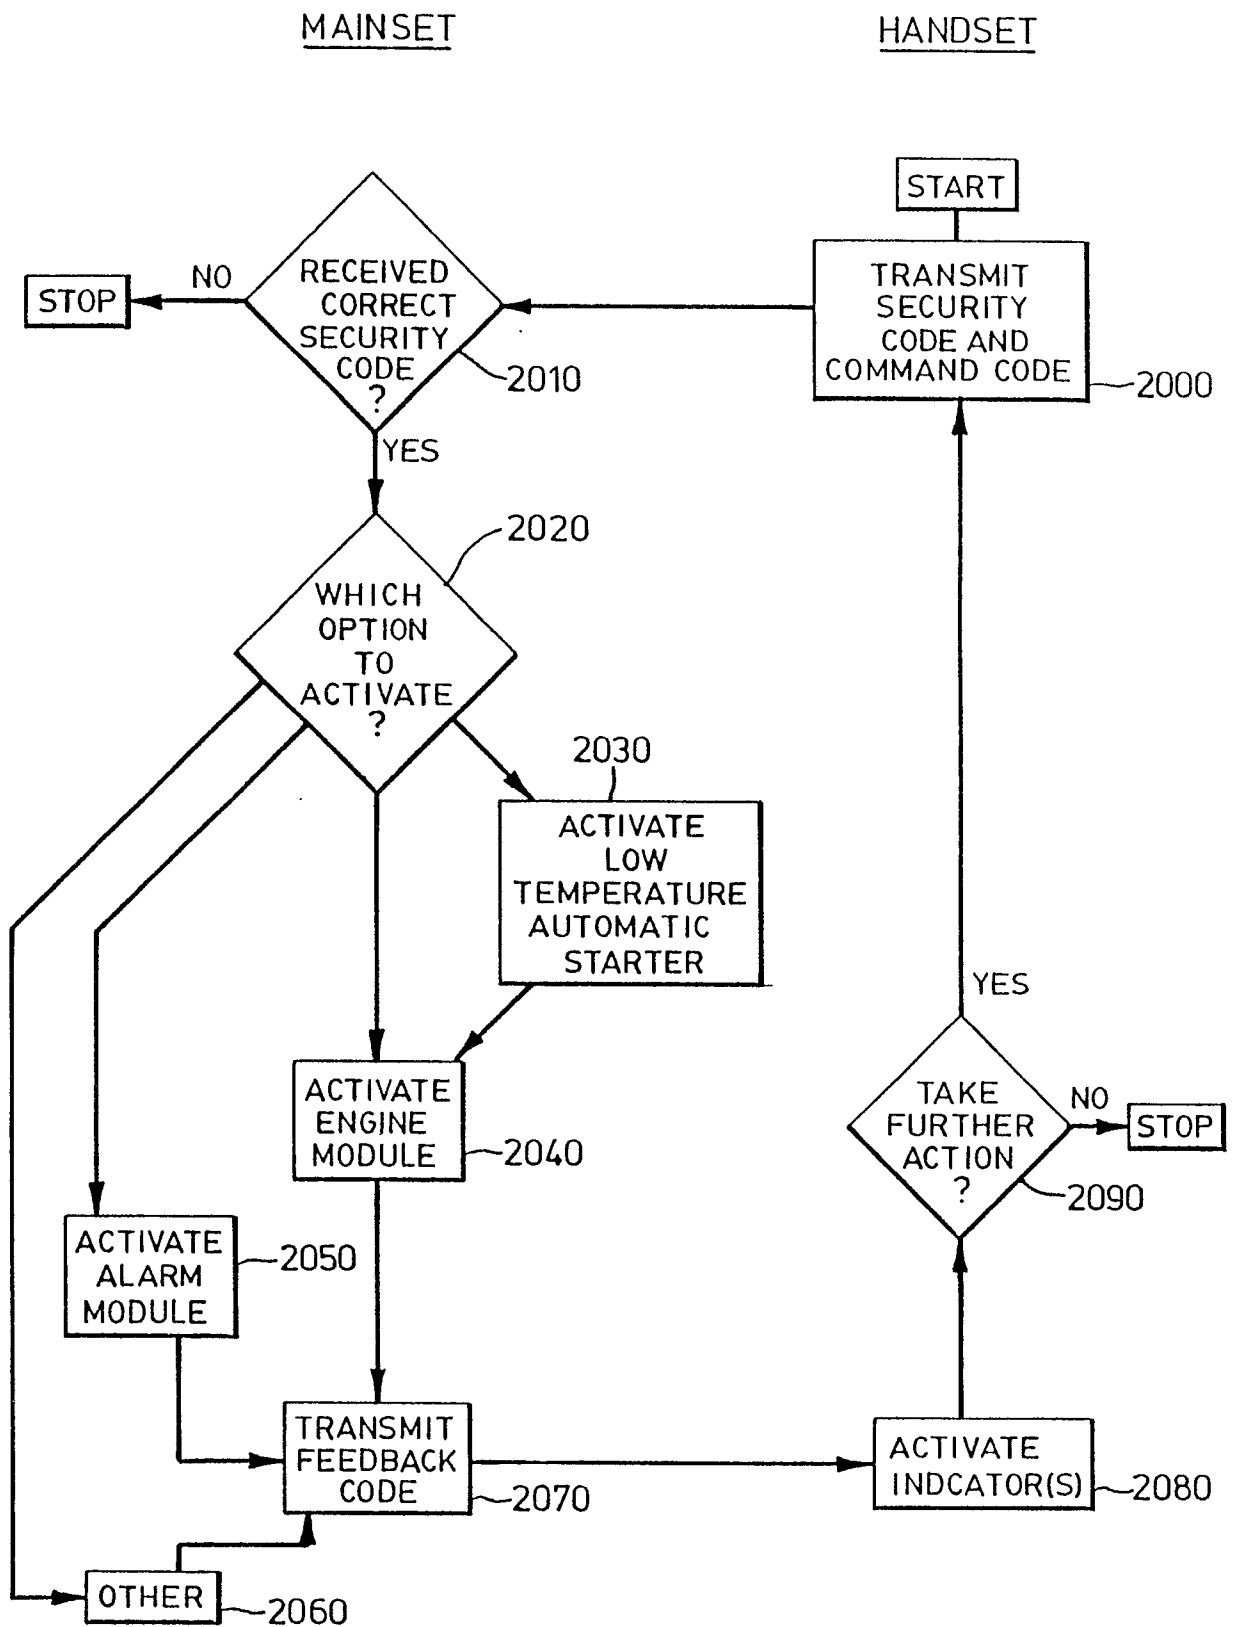 MAINSET
HANDSET
START
TRANSMIT
SECURITY
CODE AND
COMMAND CODE
2000
RECEIVED
CORRECT
SECURITY
CODE
?
2010
NO
STOP
YES
2020
WHICH
OPTION
TO
ACTIVATE
?
2030
ACTIVATE
LOW
TEMPERATURE
AUTOMATIC
STARTER
ACTIVATE
ENGINE
MODULE
2040
ACTIVATE
ALARM
MODULE
2050
OTHER
2060
TRANSMIT
FEEDBACK
CODE
2070
ACTIVATE
INDCATOR(S)
2080
TAKE
FURTHER
ACTION
?
2090
YES
NO
STOP